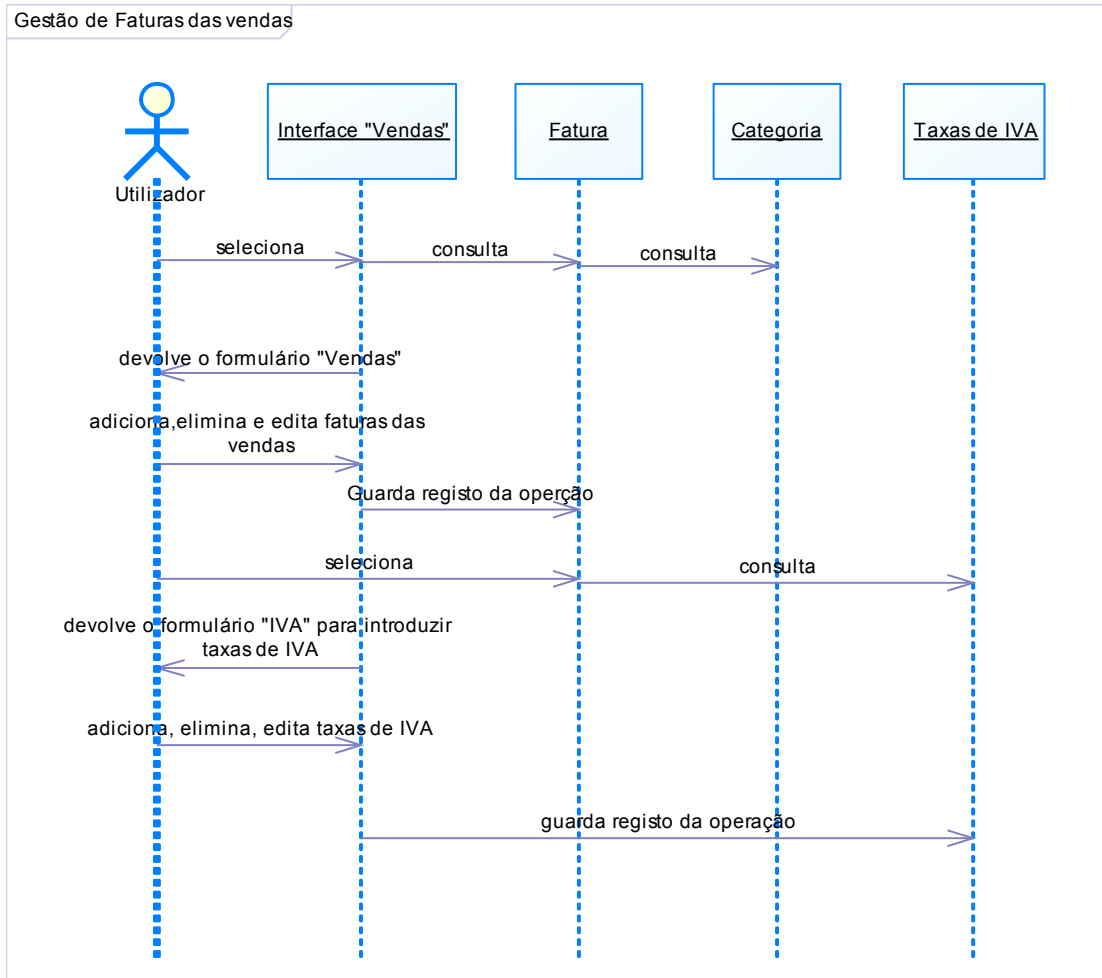 Gestão de Faturas das vendas
Interface "Vendas"
Fatura
Categoria
Taxas de IVA
Utilizador
seleciona
consulta
consulta
devolve o formulário "Vendas"
adiciona,elimina e edita faturas das
vendas
Guarda registo da operção
seleciona
consulta
devolve o formulário "IVA" para introduzir
taxas de IVA
adiciona, elimina, edita taxas de IVA
guarda registo da operação